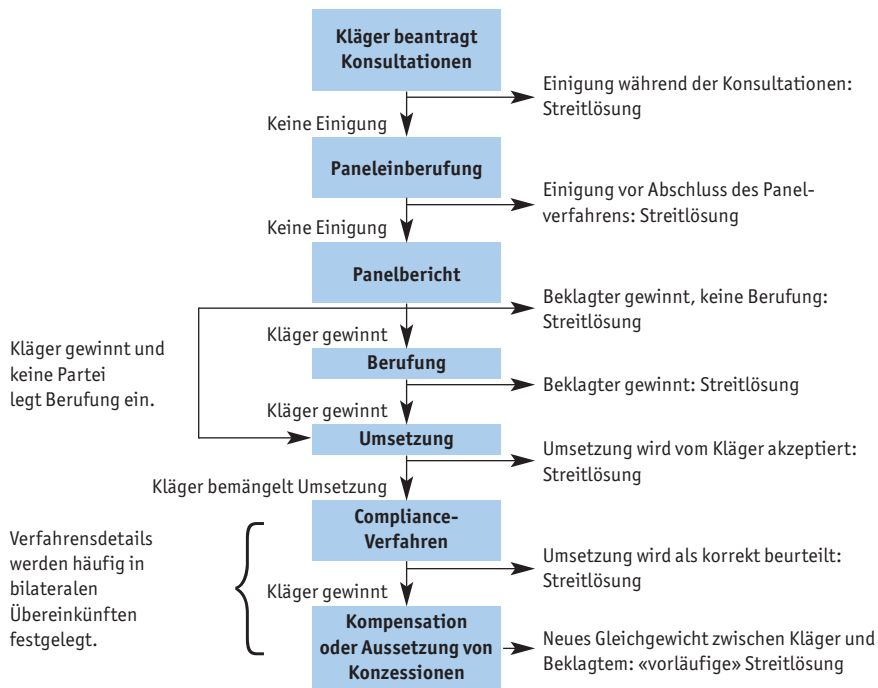 Kläger beantragt
Konsultationen
Einigung während der Konsultationen:
Streitlösung
Keine Einigung
Paneleinberufung
Einigung vor Abschluss des Panel-
verfahrens: Streitlösung
Keine Einigung
Panelbericht
Beklagter gewinnt, keine Berufung:
Streitlösung
Kläger gewinnt und
keine Partei
legt Berufung ein.
Kläger gewinnt
Berufung
Beklagter gewinnt: Streitlösung
Kläger gewinnt
Umsetzung
Umsetzung wird vom Kläger akzeptiert:
Streitlösung
Kläger bemängelt Umsetzung
Compliance-
Verfahren
Verfahrensdetails
werden häufig in
bilateralen
Übereinkünften
festgelegt.
Umsetzung wird als korrekt beurteilt:
Streitlösung
Kläger gewinnt
Kompensation
oder Aussetzung von
Konzessionen
Neues Gleichgewicht zwischen Kläger und
Beklagtem: «vorläufige» Streitlösung